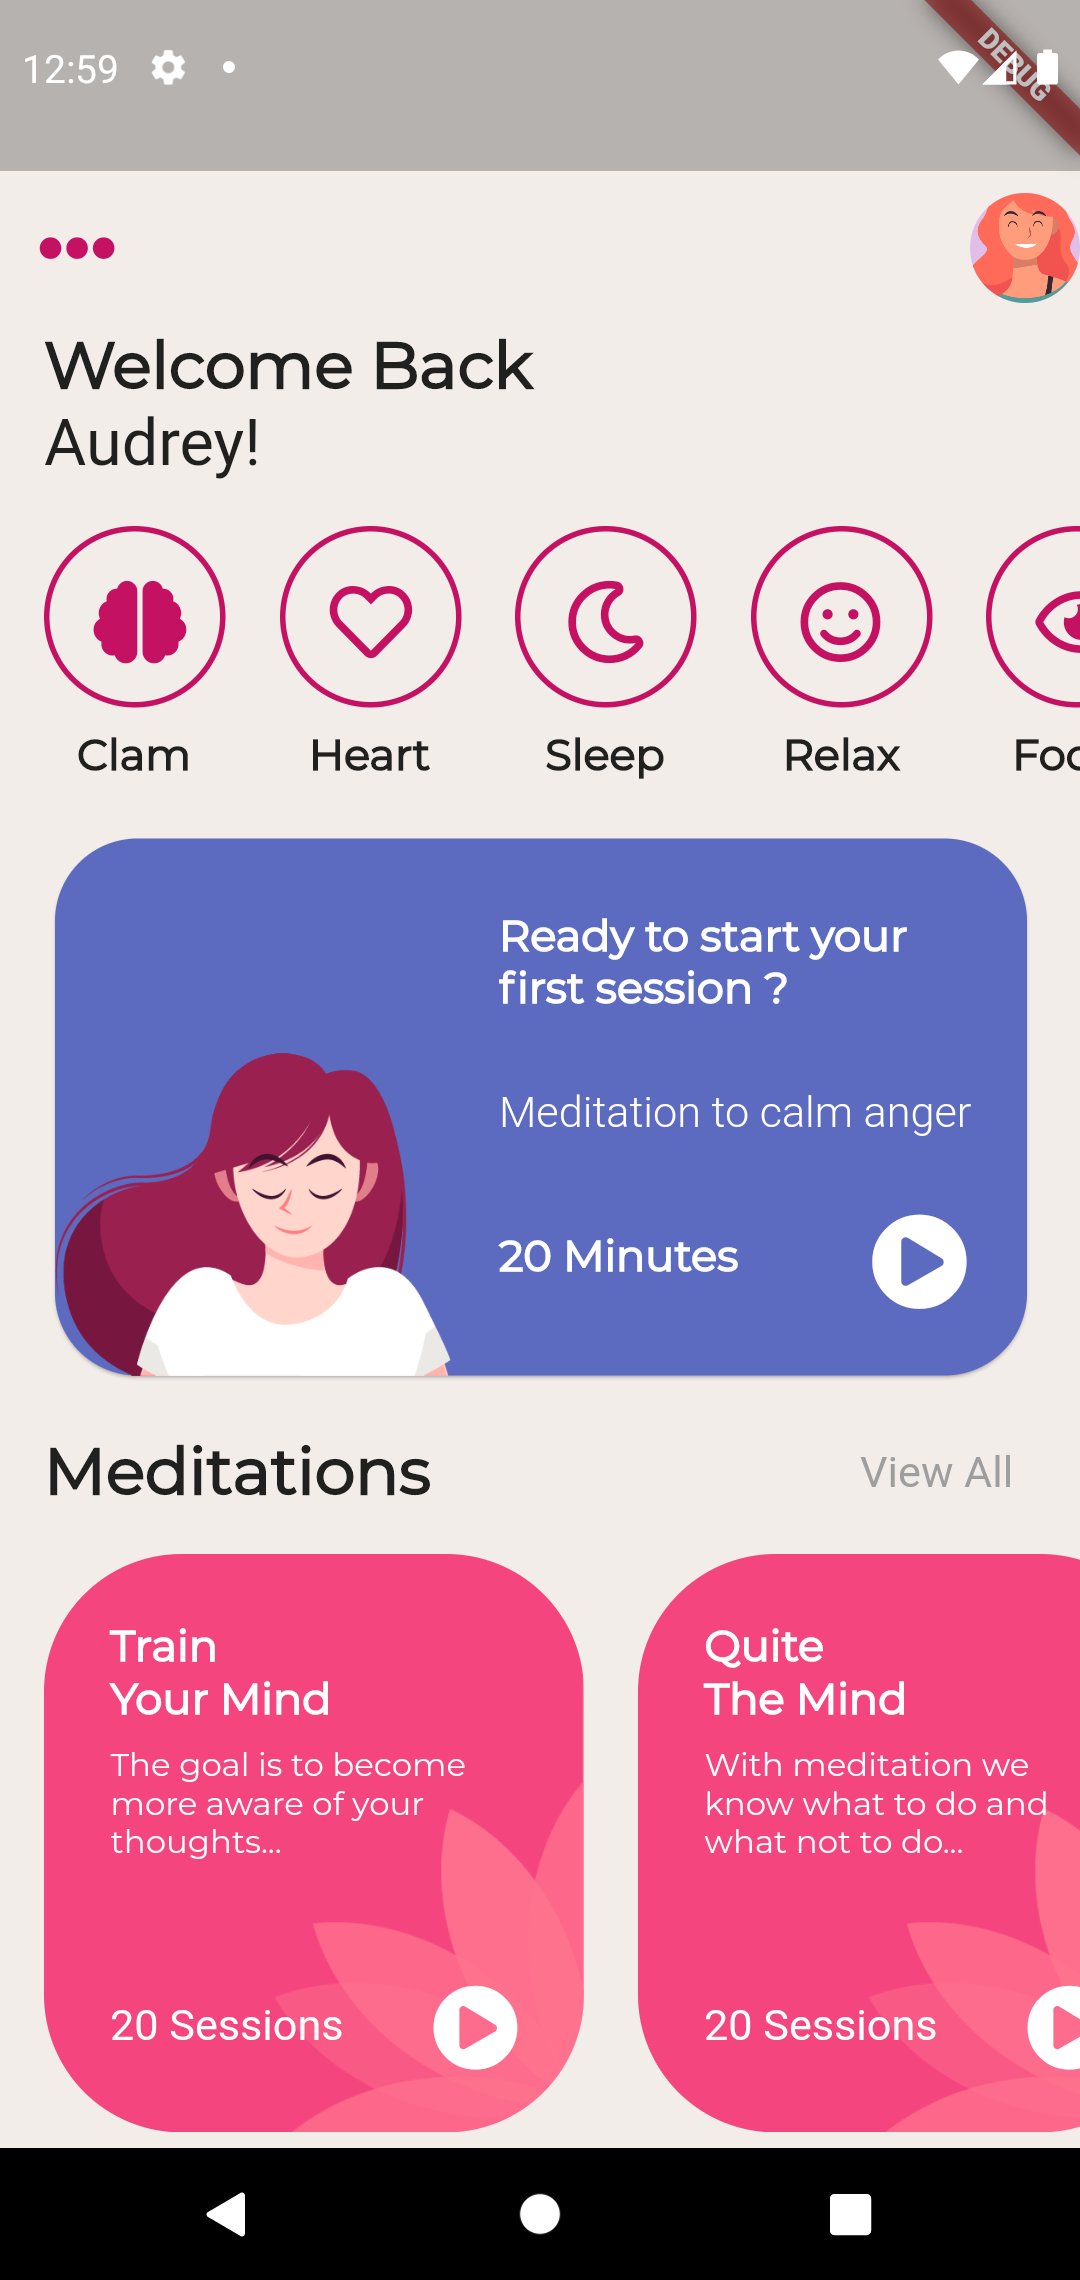 12:59
DEBUG
Welcome Back
Audrey!
Clam
Heart
Sleep
Relax
Foc
Ready to start your
first session ?
Meditation to calm anger
20 Minutes
Meditations
View All
Train
Your Mind
The goal is to become
more aware of your
thoughts...
20 Sessions
Quite
The Mind
With meditation we
know what to do and
what not to do...
20 Sessions